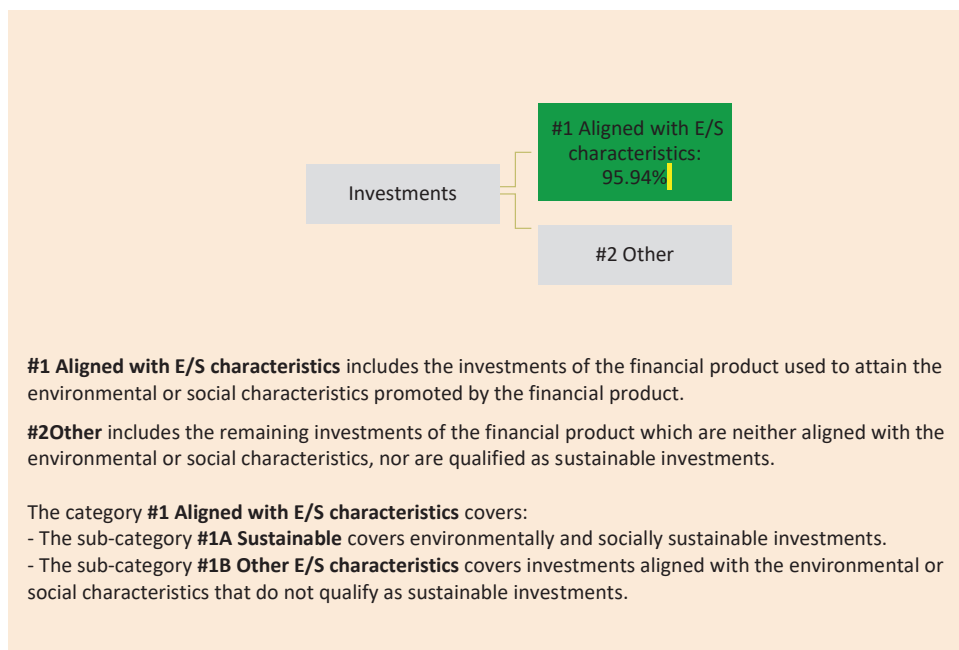 #1 Aligned with E/S
characteristics:
95.94%
Investments
#2 Other
#1 Aligned with E/S characteristics includes the investments of the financial product used to attain the
environmental or social characteristics promoted by the financial product.
#2Other includes the remaining investments of the financial product which are neither aligned with the
environmental or social characteristics, nor are qualified as sustainable investments.
The category #1 Aligned with E/S characteristics covers:
- The sub-category #1A Sustainable covers environmentally and socially sustainable investments.
- The sub-category #1B Other E/S characteristics covers investments aligned with the environmental or
social characteristics that do not qualify as sustainable investments.